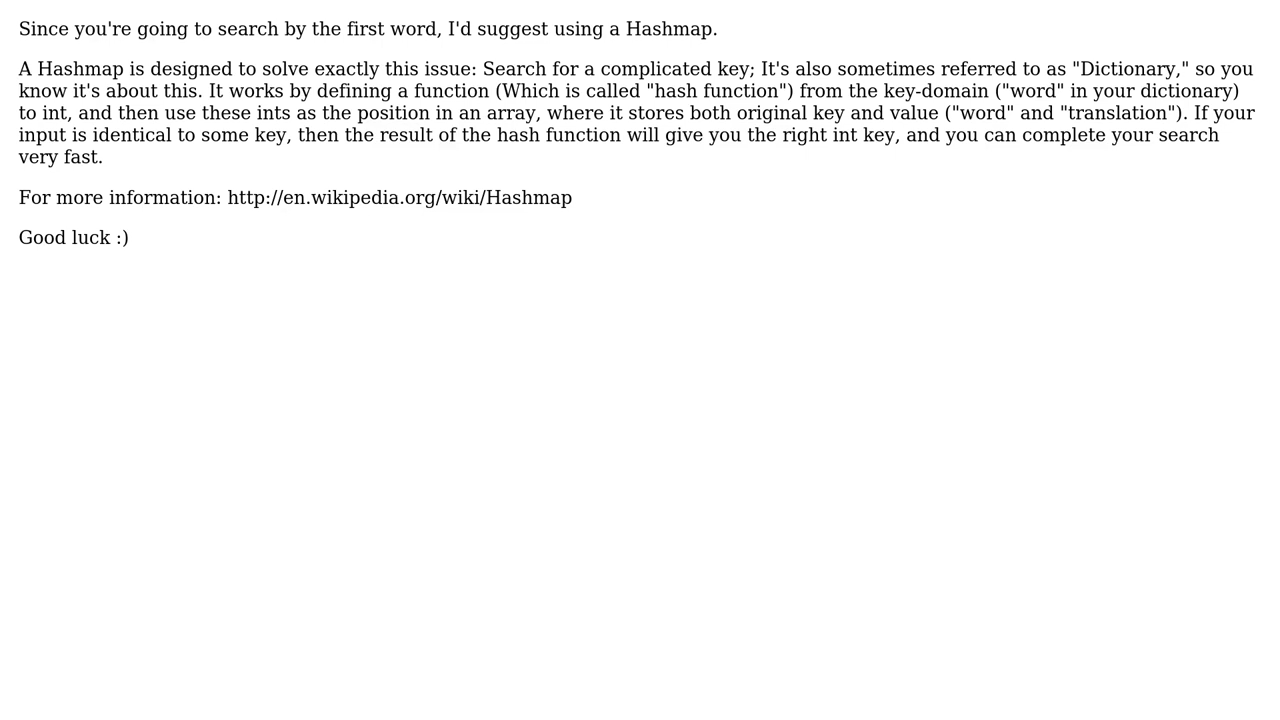 Since you're going to search by the first word, I'd suggest using a Hashmap.
A Hashmap is designed to solve exactly this issue: Search for a complicated key; It's also sometimes referred to as "Dictionary," so you
know it's about this. It works by defining a function (Which is called "hash function") from the key-domain ("word" in your dictionary)
to int, and then use these ints as the position in an array, where it stores both original key and value ("word" and "translation"). If your
input is identical to some key, then the result of the hash function will give you the right int key, and you can complete your search
very fast.
For more information: http://en.wikipedia.org/wiki/Hashmap
Good luck :)